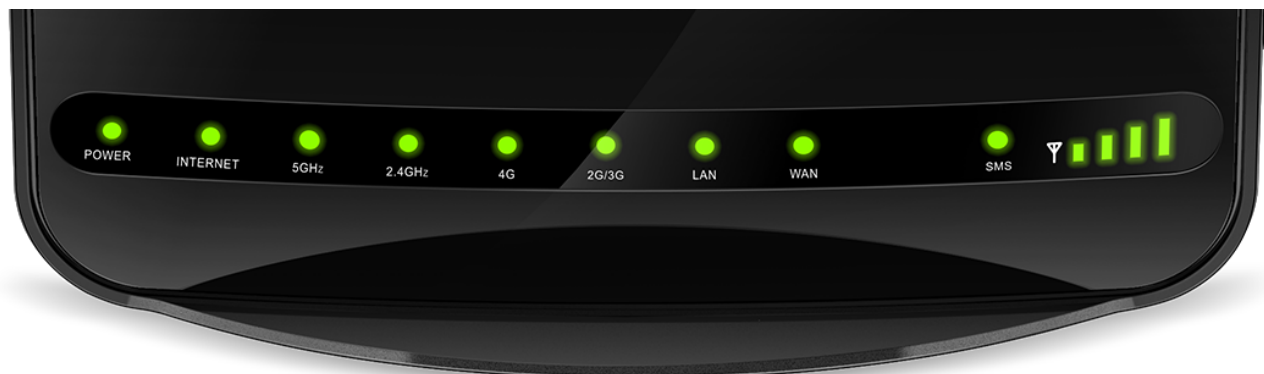 POWER
INTERNET
5GHz
2.4GHz
4G
2G/3G
LAN
WAN
SMS